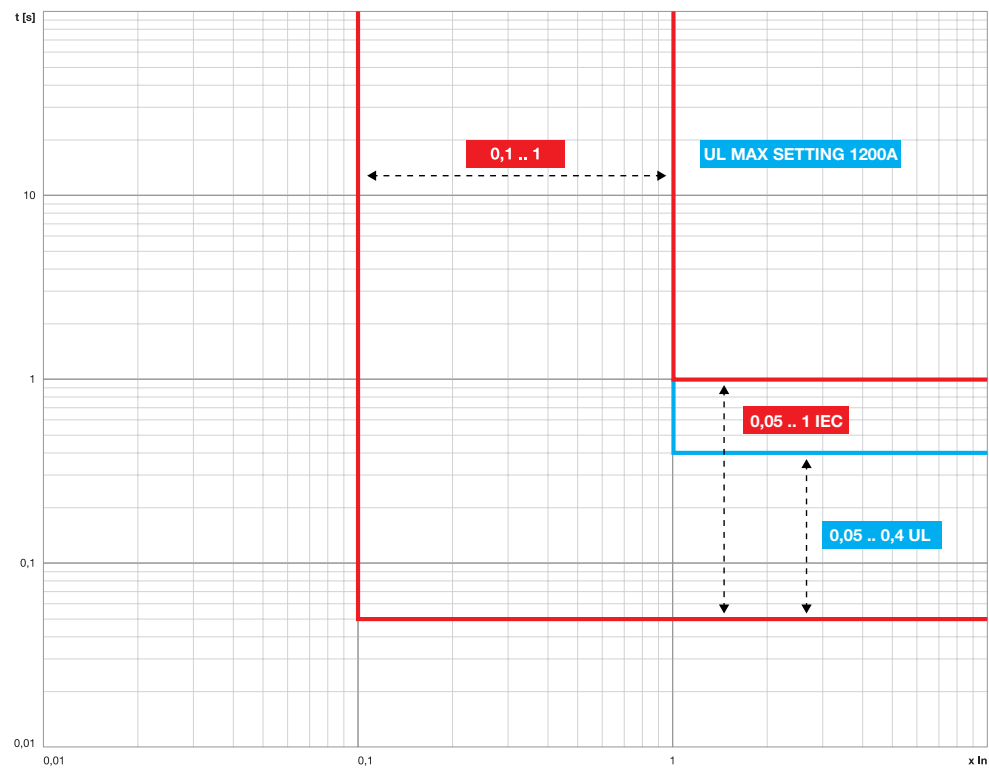 t [s]
0,1 .. 1
UL MAX SETTING 1200A
10
1
0,05 .. 1 IEC
0,05 .. 0,4 UL
0,1
0,01
0,01
0,1
1
x In